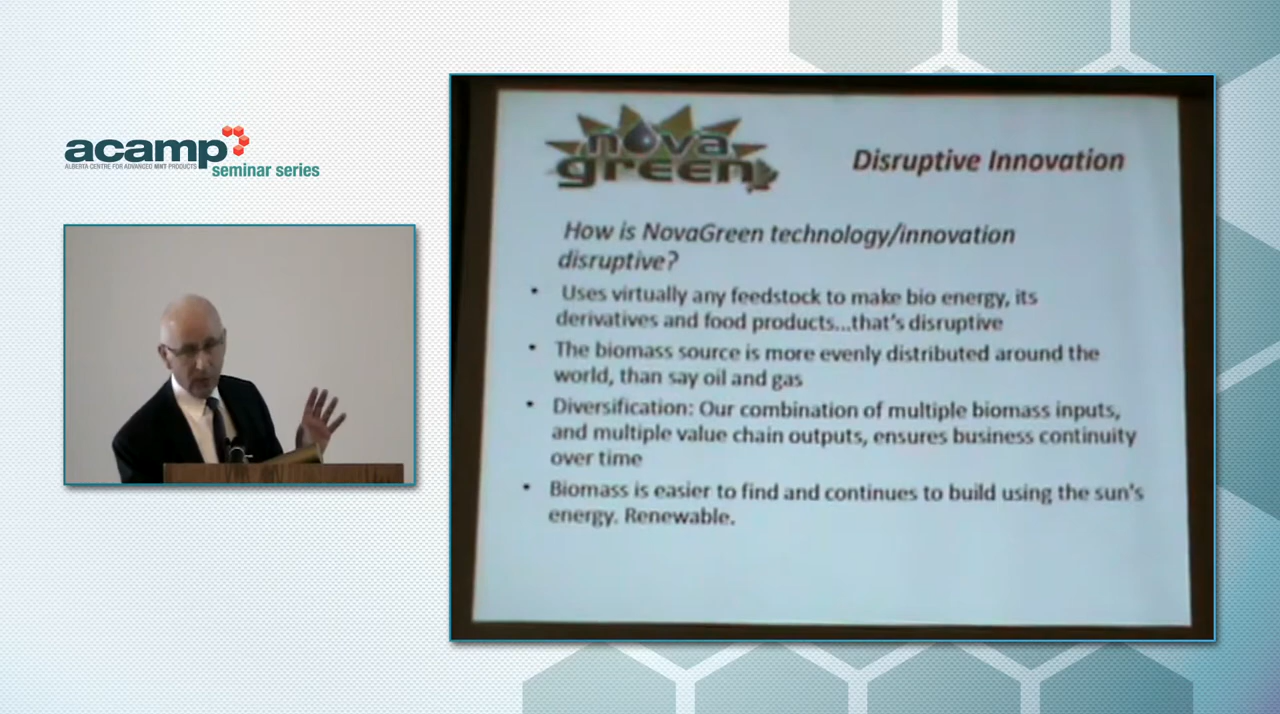 acamp
ALBERTA CENTRE FOR ADVANCED MNT PRODUCTS
seminar series
nova
green
Disruptive Innovation
How is NovaGreen technology/innovation
disruptive?
• Uses virtually any feedstock to make bio energy, its
derivatives and food products...that's disruptive
• The biomass source is more evenly distributed around the
world, than say oil and gas
• Diversification: Our combination of multiple biomass inputs,
and multiple value chain outputs, ensures business continuity
over time
• Biomass is easier to find and continues to build using the sun's
energy. Renewable.